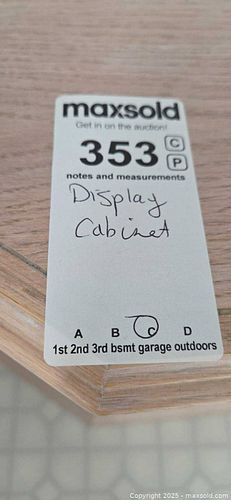 maxsold
Get in on the auction!
353 C
P
notes and measurements
Display
Cabinet
A B C D
1st 2nd 3rd bsmt garage outdoors
Copyright 2025 - maxsold.com